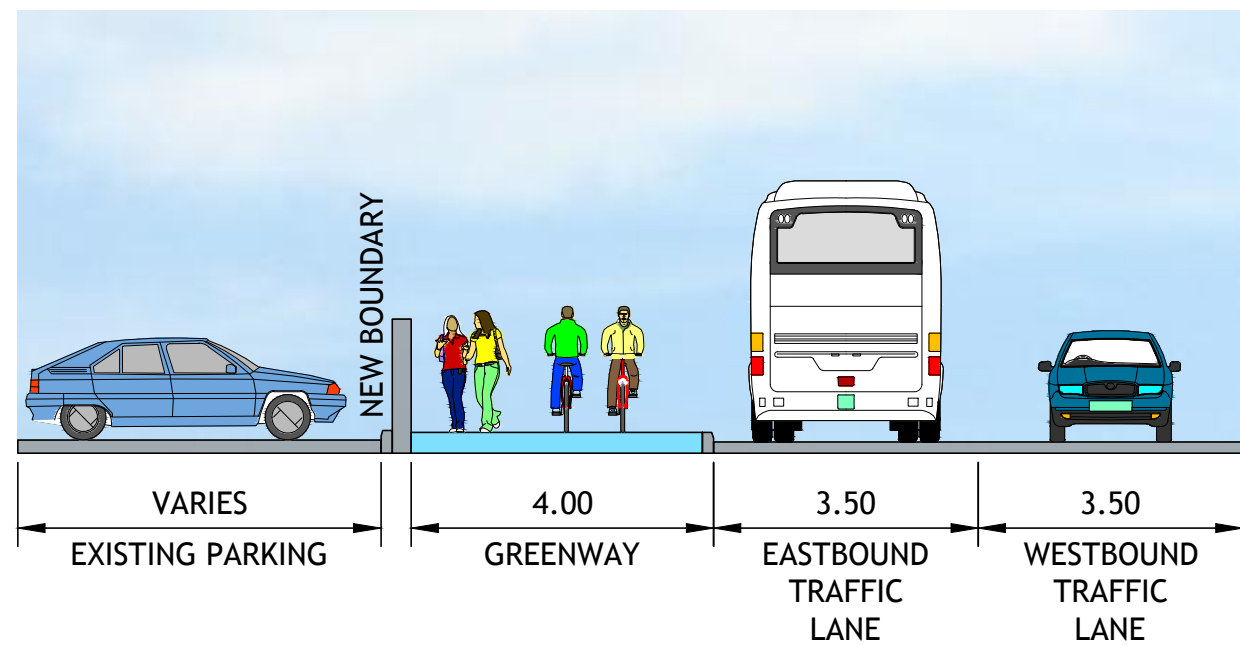 NEW BOUNDARY
VARIES
EXISTING PARKING
4.00
GREENWAY
3.50
EASTBOUND
TRAFFIC
LANE
3.50
WESTBOUND
TRAFFIC
LANE